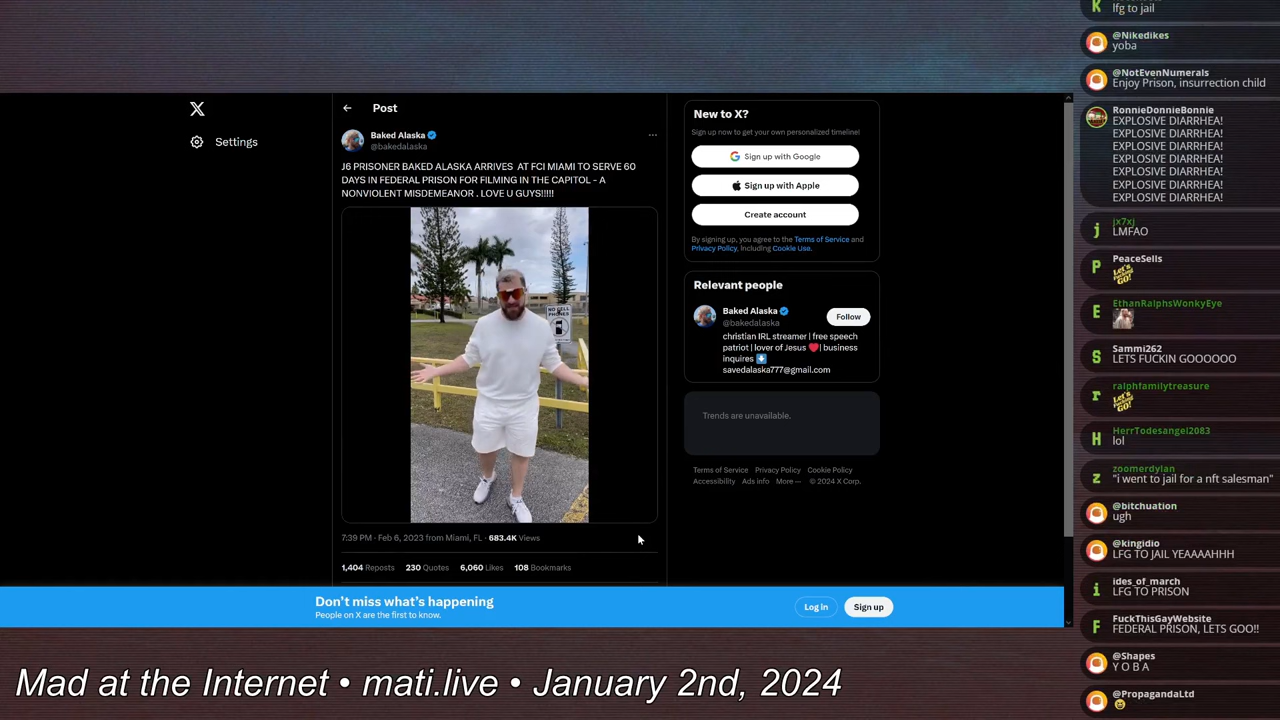 Settings
Post
Baked Alaska
@bakedalaska
J6 PRISONER BAKED ALASKA ARRIVES AT FCI MIAMI TO SERVE 60
DAYS IN FEDERAL PRISON FOR FILMING IN THE CAPITOL - A
NONVIOLENT MISDEMEANOR . LOVE U GUYS!!!!!
NO CELL
PHONES
7:39 PM · Feb 6, 2023 from Miami, FL · 683.4K Views
1,404 Reposts 230 Quotes 6,060 Likes 108 Bookmarks
New to X?
Sign up now to get your own personalized timeline!
Sign up with Google
Sign up with Apple
Create account
By signing up, you agree to the Terms of Service and
Privacy Policy, including Cookie Use.
Relevant people
Baked Alaska
@bakedalaska
Follow
christian IRL streamer | free speech
patriot | lover of Jesus ❤️ | business
inquires ⬇️
savedalaska777@gmail.com
Trends are unavailable.
Terms of Service Privacy Policy Cookie Policy
Accessibility Ads info More··· © 2024 X Corp.
Don't miss what's happening
People on X are the first to know.
Log in
Sign up
lfg to jail
@Nikedikes
yoba
@NotEvenNumerals
Enjoy Prison, insurrection child
RonnieDonnieBonnie
EXPLOSIVE DIARRHEA!
EXPLOSIVE DIARRHEA!
EXPLOSIVE DIARRHEA!
EXPLOSIVE DIARRHEA!
EXPLOSIVE DIARRHEA!
EXPLOSIVE DIARRHEA!
EXPLOSIVE DIARRHEA!
jx7xj
LMFAO
PeaceSells
LET'S GO!
EthanRalphsWonkyEye
Sammi262
LETS FUCKIN GOOOOOO
ralphfamilytreasure
LET'S GO!
HerrTodesangel2083
lol
zoomerdylan
"i went to jail for a nft salesman"
@bitchuation
ugh
@kingidio
LFG TO JAIL YEAAAAHHH
ides_of_march
LFG TO PRISON
FuckThisGayWebsite
FEDERAL PRISON, LETS GOO!!
@Shapes
Y O B A
@PropagandaLtd
Mad at the Internet • mati.live • January 2nd, 2024